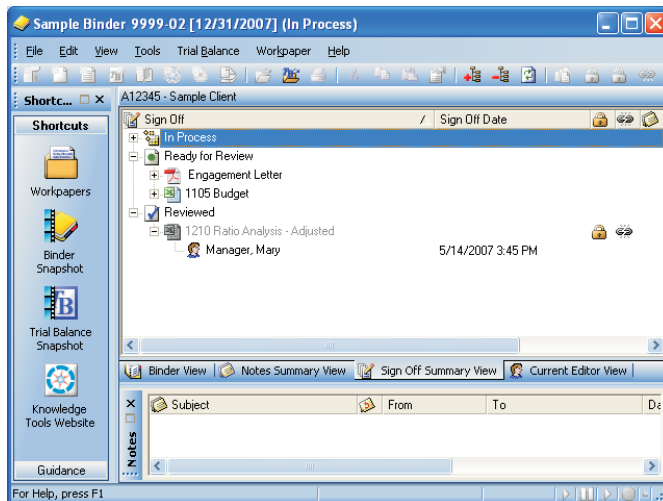 Sample Binder 9999-02 [12/31/2007] (In Process)
File Edit View Tools Trial Balance Workpaper Help
Shortc...
A12345 - Sample Client
Shortcuts
Sign Off / Sign Off Date
In Process
Ready for Review
Engagement Letter
1105 Budget
Reviewed
1210 Ratio Analysis - Adjusted
Manager, Mary 5/14/2007 3:45 PM
Workpapers
Binder
Snapshot
TB
Trial Balance
Snapshot
Knowledge
Tools Website
Guidance
Binder View Notes Summary View Sign Off Summary View Current Editor View
Notes
Subject From To Da
For Help, press F1